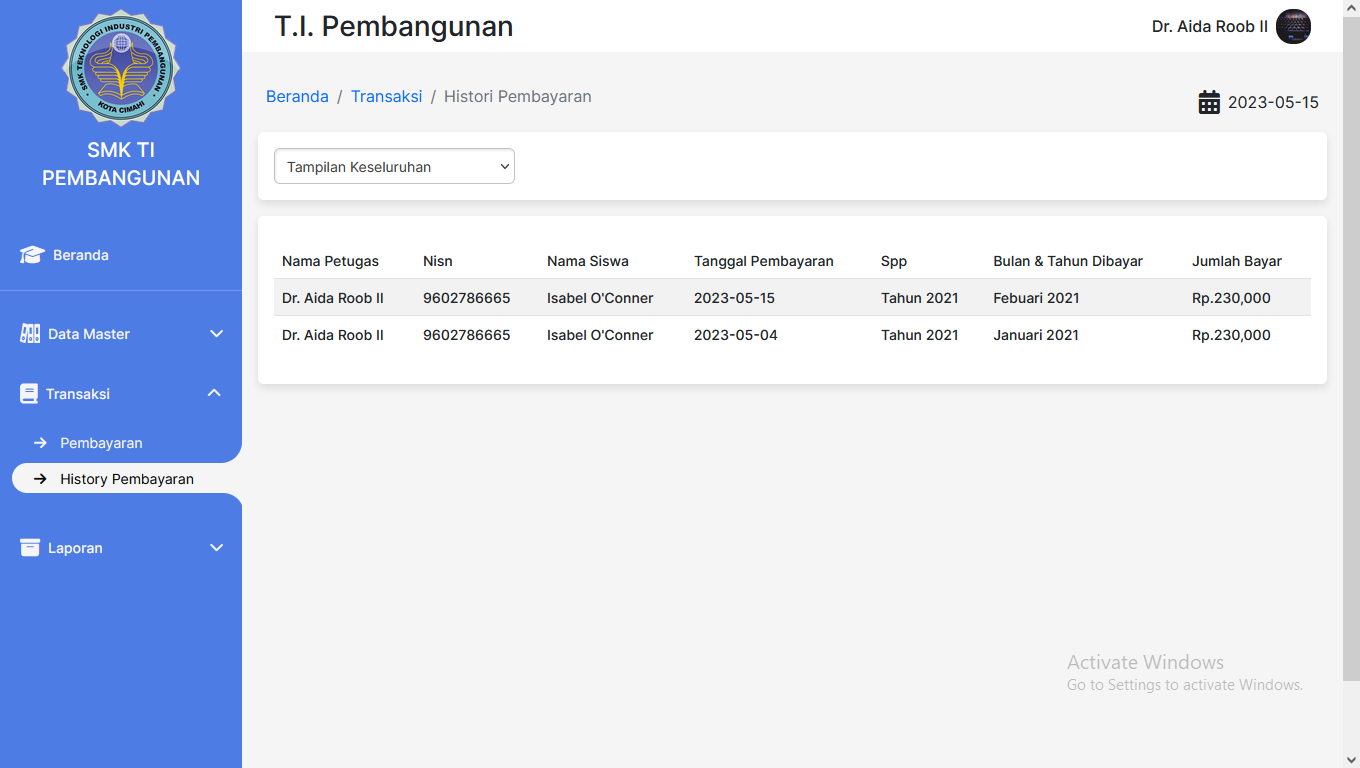 SMK TEKNOLOGI INDUSTRI PEMBANGUNAN
KOTA CIMAHI
SMK TI
PEMBANGUNAN
Beranda
Data Master
Transaksi
Pembayaran
History Pembayaran
Laporan
T.I. Pembangunan
Dr. Aida Roob II
Beranda / Transaksi / Histori Pembayaran
2023-05-15
Tampilan Keseluruhan
Nama Petugas Nisn Nama Siswa Tanggal Pembayaran Spp Bulan & Tahun Dibayar Jumlah Bayar
Dr. Aida Roob II 9602786665 Isabel O'Conner 2023-05-15 Tahun 2021 Febuari 2021 Rp.230,000
Dr. Aida Roob II 9602786665 Isabel O'Conner 2023-05-04 Tahun 2021 Januari 2021 Rp.230,000
Activate Windows
Go to Settings to activate Windows.